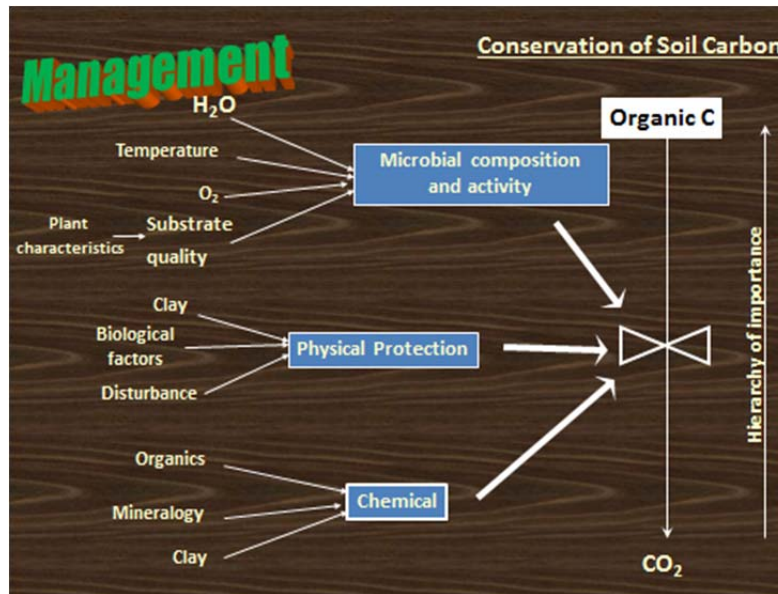 Management
Conservation of Soil Carbon
H₂O
Organic C
Temperature
Microbial composition
and activity
O₂
Plant
characteristics
Substrate
quality
Clay
Biological
factors
Physical Protection
Disturbance
Hierarchy of importance
Organics
Chemical
Mineralogy
Clay
CO₂